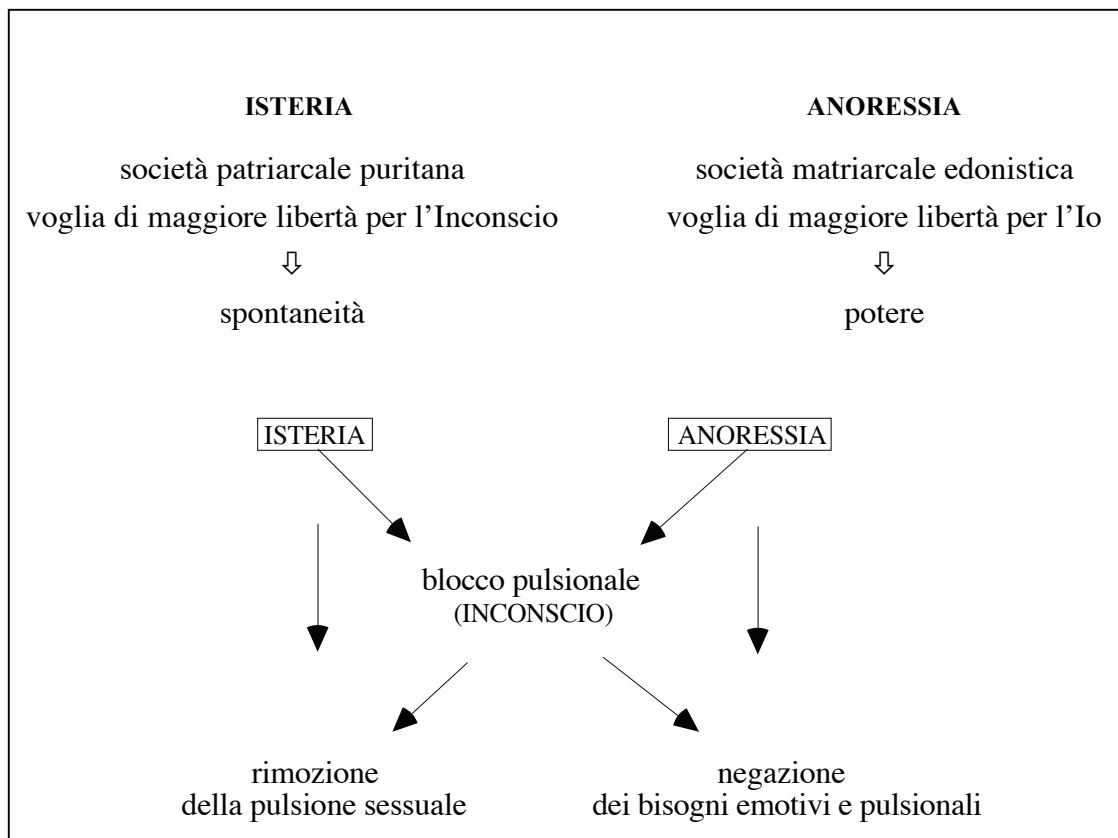 ISTERIA
società patriarcale puritana
voglia di maggiore libertà per l’Inconscio
⇩
spontaneità
ANORESSIA
società matriarcale edonistica
voglia di maggiore libertà per l’Io
⇩
potere
ISTERIA
ANORESSIA
blocco pulsionale
(INCONSCIO)
rimozione
della pulsione sessuale
negazione
dei bisogni emotivi e pulsionali